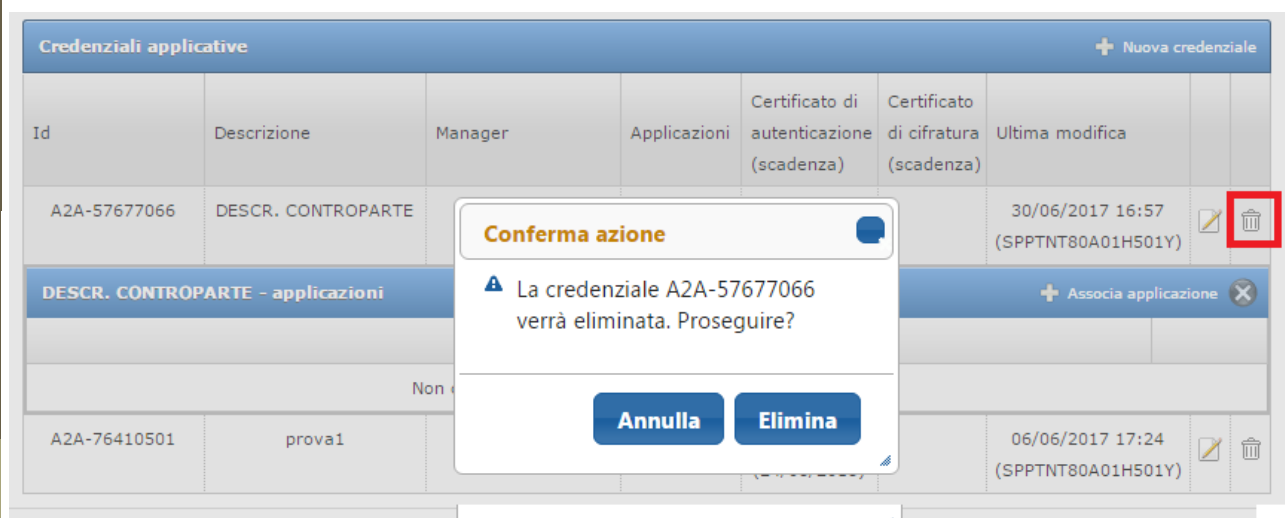 Credenziali applicative
Nuova credenziale
Id
Descrizione
Manager
Applicazioni
Certificato di
autenticazione
(scadenza)
Certificato
di cifratura
(scadenza)
Ultima modifica
A2A-57677066
DESCR. CONTROPARTE
30/06/2017 16:57
(SPPTNT80A01H501Y)
Conferma azione
La credenziale A2A-57677066
verrà eliminata. Proseguire?
Annulla
Elimina
DESCR. CONTROPARTE - applicazioni
Associa applicazione
Non
A2A-76410501
prova1
06/06/2017 17:24
(SPPTNT80A01H501Y)